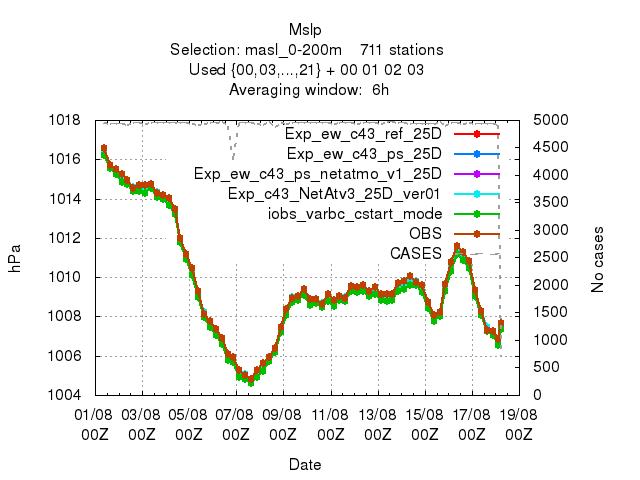 Mslp
Selection: masl_0-200m    711 stations
Used {00,03,...,21} + 00 01 02 03
Averaging window:  6h
1018
1016
1014
1012
1010
1008
1006
1004
hPa
Exp_ew_c43_ref_25D
Exp_ew_c43_ps_25D
Exp_ew_c43_ps_netatmo_v1_25D
Exp_c43_NetAtv3_25D_ver01
iobs_varbc_cstart_mode
OBS
CASES
5000
4500
4000
3500
3000
2500
2000
1500
1000
500
0
No cases
01/08 03/08 05/08 07/08 09/08 11/08 13/08 15/08 17/08 19/08
00Z 00Z 00Z 00Z 00Z 00Z 00Z 00Z 00Z 00Z
Date